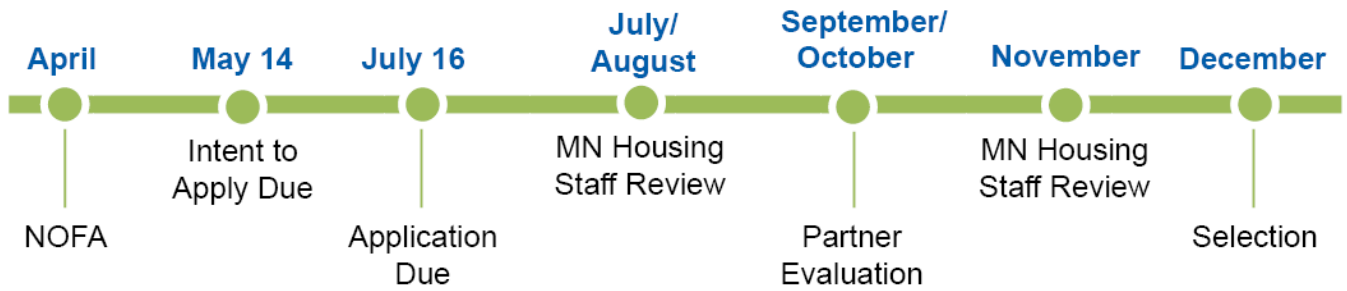 April
NOFA
May 14
Intent to
Apply Due
July 16
Application
Due
July/
August
MN Housing
Staff Review
September/
October
Partner
Evaluation
November
MN Housing
Staff Review
December
Selection